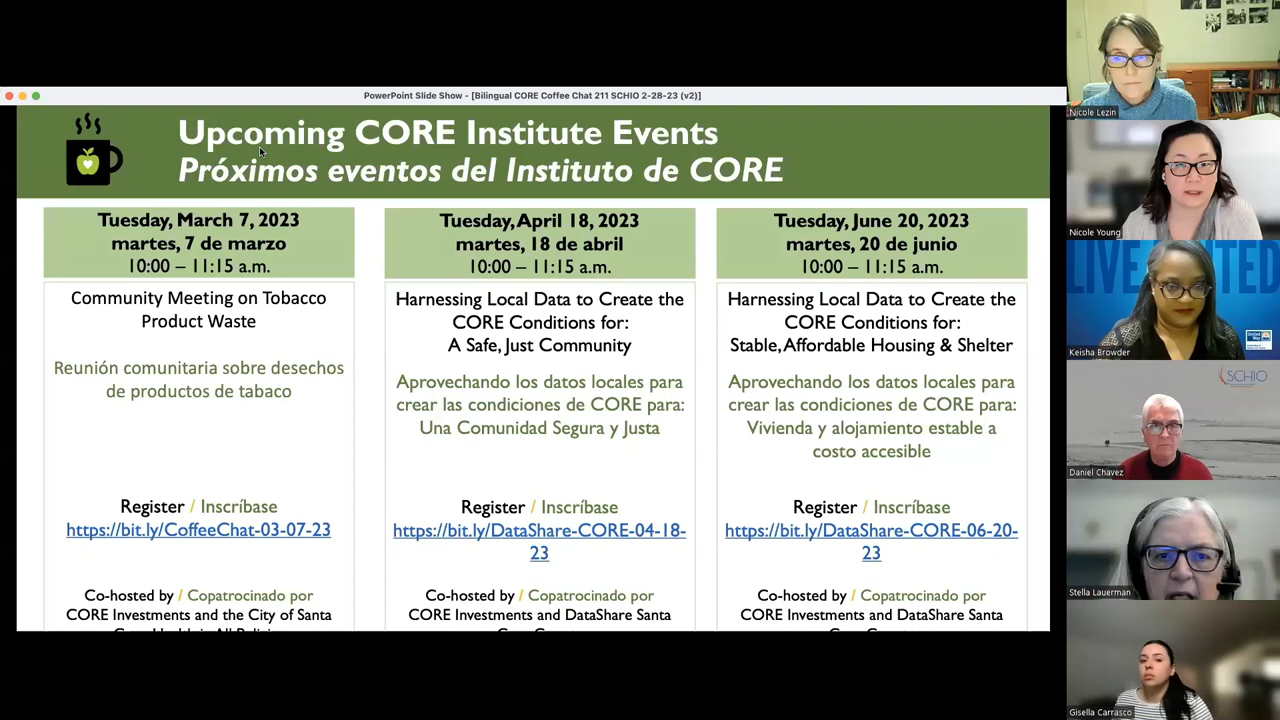 PowerPoint Slide Show - [Bilingual CORE Coffee Chat 211 SCHIO 2-28-23 (v2)]
Upcoming CORE Institute Events
Próximos eventos del Instituto de CORE
Tuesday, March 7, 2023
martes, 7 de marzo
10:00 – 11:15 a.m.
Community Meeting on Tobacco
Product Waste
Reunión comunitaria sobre desechos
de productos de tabaco
Register / Inscríbase
https://bit.ly/CoffeeChat-03-07-23
Co-hosted by / Copatrocinado por
CORE Investments and the City of Santa
Tuesday, April 18, 2023
martes, 18 de abril
10:00 – 11:15 a.m.
Harnessing Local Data to Create the
CORE Conditions for:
A Safe, Just Community
Aprovechando los datos locales para
crear las condiciones de CORE para:
Una Comunidad Segura y Justa
Register / Inscríbase
https://bit.ly/DataShare-CORE-04-18-
23
Co-hosted by / Copatrocinado por
CORE Investments and DataShare Santa
Tuesday, June 20, 2023
martes, 20 de junio
10:00 – 11:15 a.m.
Harnessing Local Data to Create the
CORE Conditions for:
Stable, Affordable Housing & Shelter
Aprovechando los datos locales para
crear las condiciones de CORE para:
Vivienda y alojamiento estable a
costo accesible
Register / Inscríbase
https://bit.ly/DataShare-CORE-06-20-
23
Co-hosted by / Copatrocinado por
CORE Investments and DataShare Santa
Nicole Lezin
Nicole Young
LIVE
Keisha Browder
SCHIO
Daniel Chavez
Stella Lauerman
Gisella Carrasco